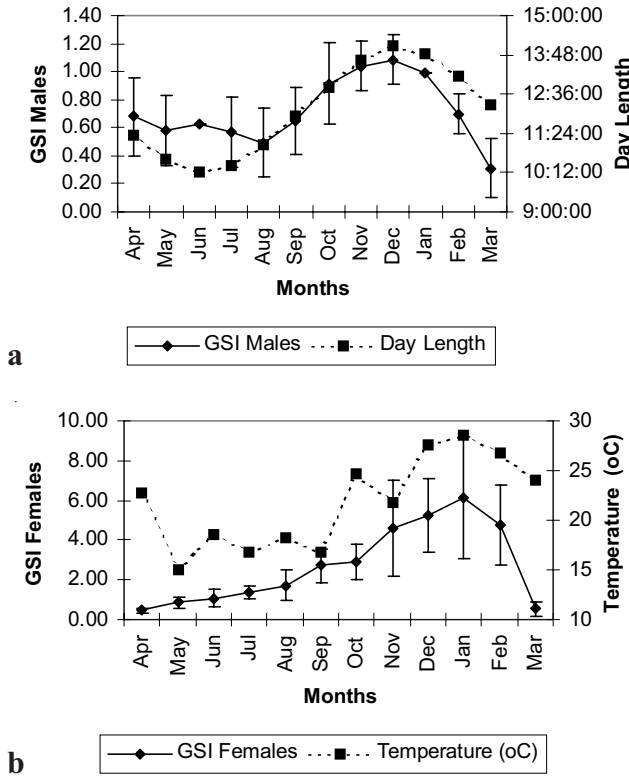 GSI Males
1.40
1.20
1.00
0.80
0.60
0.40
0.20
0.00
15:00:00
13:48:00
12:36:00
11:24:00
10:12:00
9:00:00
Day Length
Apr May Jun Jul Aug Sep Oct Nov Dec Jan Feb Mar
Months
GSI Males Day Length
a
GSI Females
10.00
8.00
6.00
4.00
2.00
0.00
30
25
20
15
10
Temperature (oC)
Apr May Jun Jul Aug Sep Oct Nov Dec Jan Feb Mar
Months
GSI Females Temperature (oC)
b